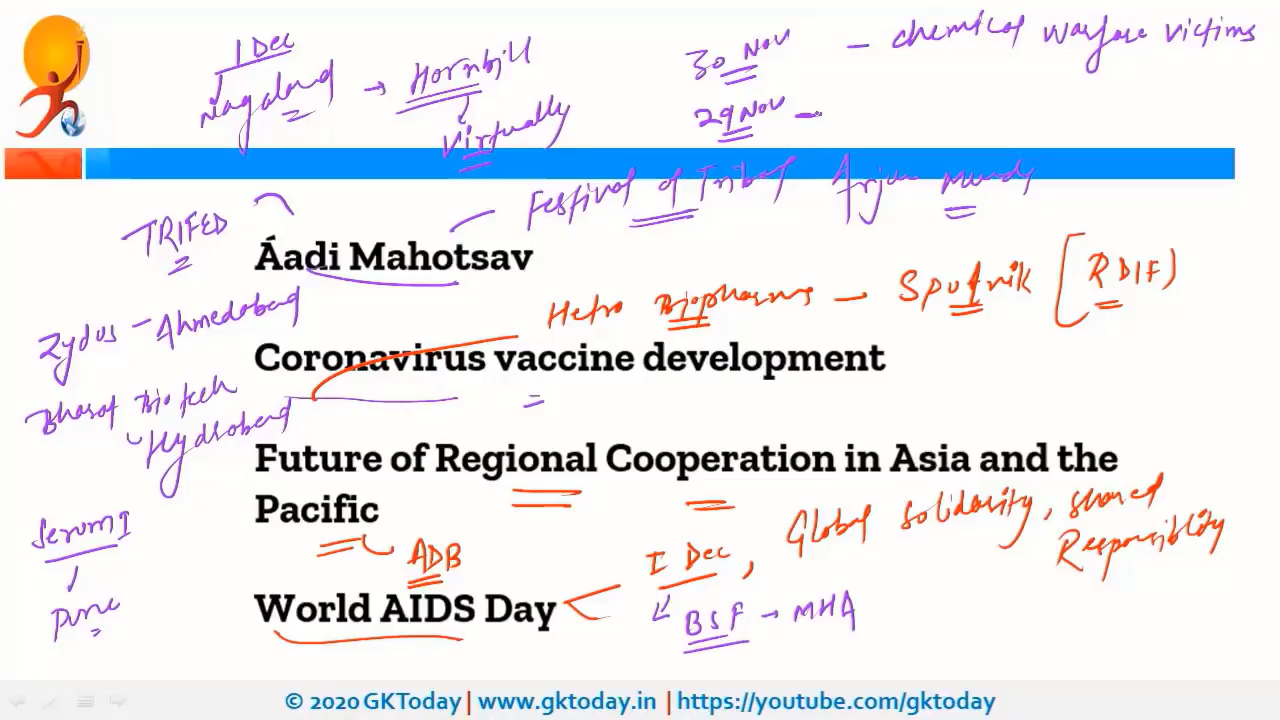 1 Dec
Nagaland → Hornbill
Virtually
30 Nov – chemical warfare victims
29 Nov –
Festival of Tribal Arjun Munda
TRIFED
Áadi Mahotsav
Zydus – Ahmedabad
Hetro Biopharma – Sputnik [RDIF)
Coronavirus vaccine development
Bharat Biotech
Hydrobad
Future of Regional Cooperation in Asia and the
Pacific
ADB
Serum I
Pune
1 Dec, Global Solidarity, shared
Responsiblity
World AIDS Day
BSF → MHA
© 2020 GKToday | www.gktoday.in | https://youtube.com/gktoday